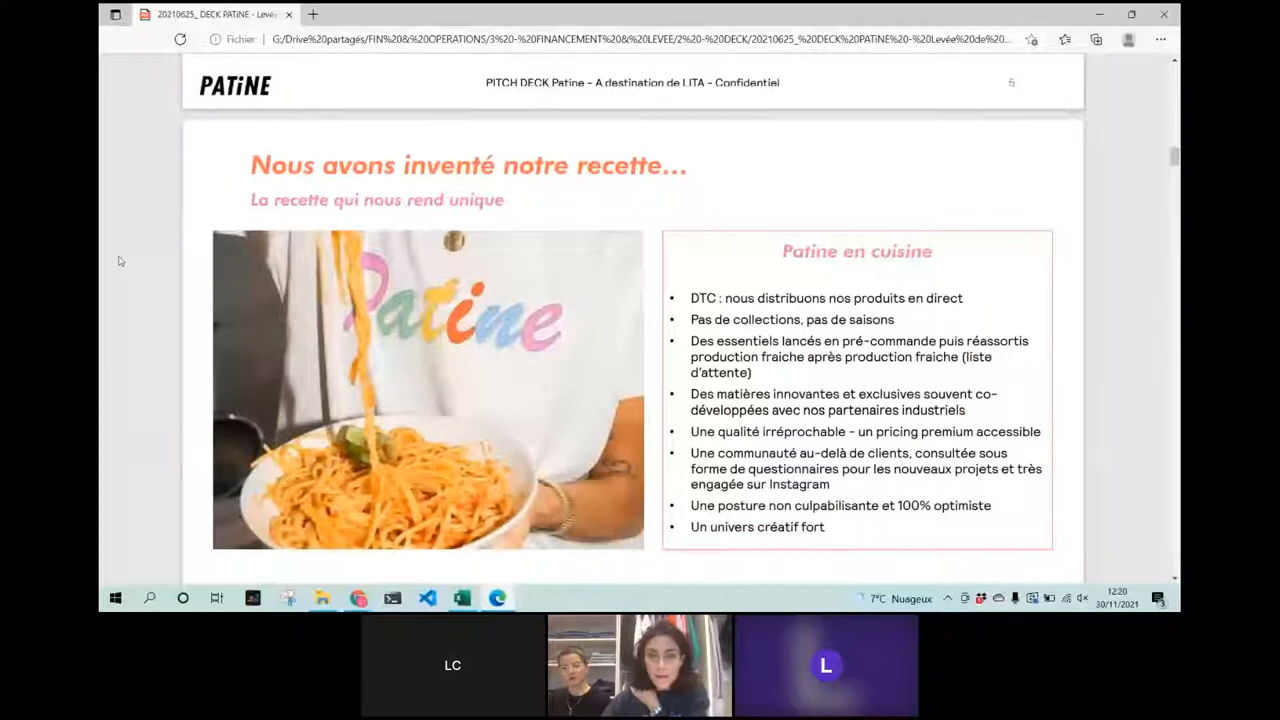 20210625_ DECK PATiNE - Levée
Fichier
G:/Drive%20partagés/FIN%20&%20OPERATIONS/3%20-%20FINANCEMENT%20&%20LEVEE/2%20-%20DECK/20210625_%20DECK%20PATiNE%20-%20Levée%20de%20...
PATiNE
PITCH DECK Patine - A destination de LITA - Confidentiel
Nous avons inventé notre recette...
La recette qui nous rend unique
Patine
Patine en cuisine
• DTC : nous distribuons nos produits en direct
• Pas de collections, pas de saisons
• Des essentiels lancés en pré-commande puis réassortis
production fraiche après production fraiche (liste
d'attente)
• Des matières innovantes et exclusives souvent co-
développées avec nos partenaires industriels
• Une qualité irréprochable - un pricing premium accessible
• Une communauté au-delà de clients, consultée sous
forme de questionnaires pour les nouveaux projets et très
engagée sur Instagram
• Une posture non culpabilisante et 100% optimiste
• Un univers créatif fort
7°C Nuageux
12:20
30/11/2021
LC
L